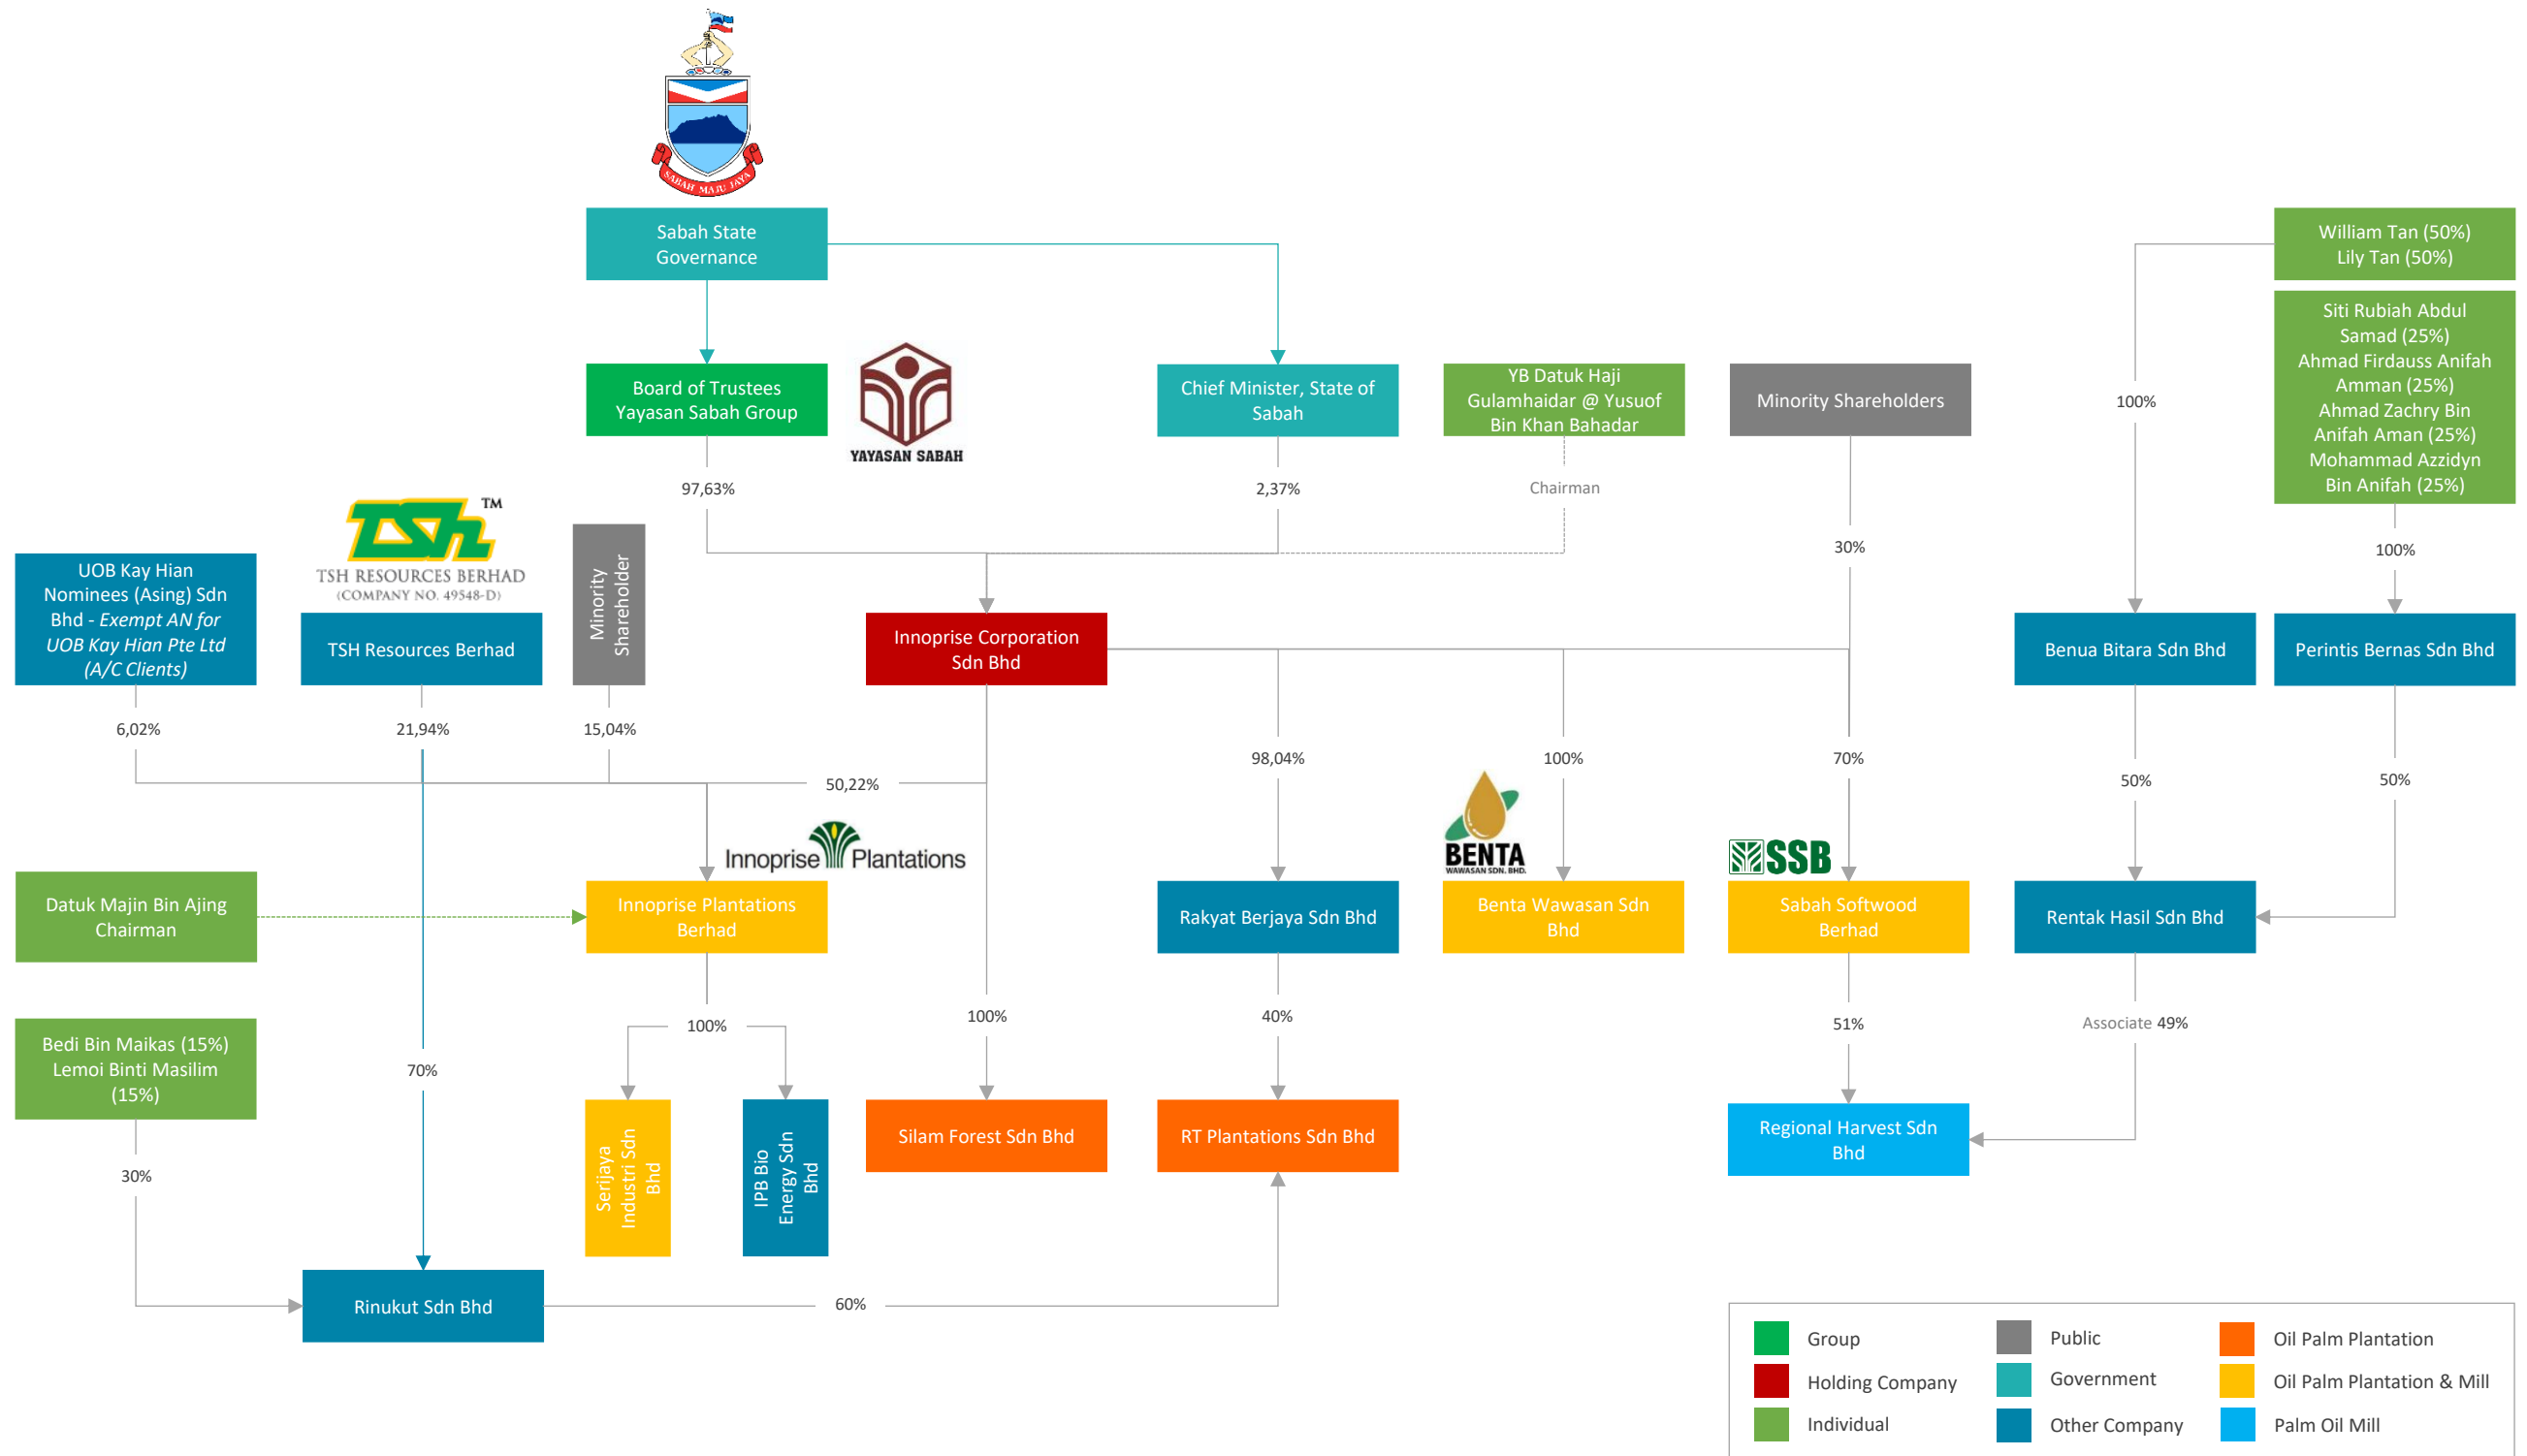 SABAH MAJU JAYA
Sabah State
Governance
William Tan (50%)
Lily Tan (50%)
Siti Rubiah Abdul
Samad (25%)
Ahmad Firdauss Anifah
Amman (25%)
Ahmad Zachry Bin
Anifah Aman (25%)
Mohammad Azzidyn
Bin Anifah (25%)
Board of Trustees
Yayasan Sabah Group
YAYASAN SABAH
Chief Minister, State of
Sabah
YB Datuk Haji
Gulamhaidar @ Yusuof
Bin Khan Bahadar
Minority Shareholders
100%
97,63%
2,37%
Chairman
30%
100%
TSH
TM
TSH RESOURCES BERHAD
(COMPANY NO. 49548-D)
UOB Kay Hian
Nominees (Asing) Sdn
Bhd - Exempt AN for
UOB Kay Hian Pte Ltd
(A/C Clients)
TSH Resources Berhad
Minority
Shareholder
Innoprise Corporation
Sdn Bhd
Benua Bitara Sdn Bhd
Perintis Bernas Sdn Bhd
6,02%
21,94%
15,04%
50,22%
98,04%
100%
70%
50%
50%
Innoprise Plantations
BENTA
WAWASAN SDN. BHD.
SSB
Datuk Majin Bin Ajing
Chairman
Innoprise Plantations
Berhad
Rakyat Berjaya Sdn Bhd
Benta Wawasan Sdn
Bhd
Sabah Softwood
Berhad
Rentak Hasil Sdn Bhd
Bedi Bin Maikas (15%)
Lemoi Binti Masilim
(15%)
70%
100%
100%
40%
51%
Associate 49%
30%
Serijaya
Industri Sdn
Bhd
IPB Bio
Energy Sdn
Bhd
Silam Forest Sdn Bhd
RT Plantations Sdn Bhd
Regional Harvest Sdn
Bhd
Rinukut Sdn Bhd
60%
Group
Public
Oil Palm Plantation
Holding Company
Government
Oil Palm Plantation & Mill
Individual
Other Company
Palm Oil Mill